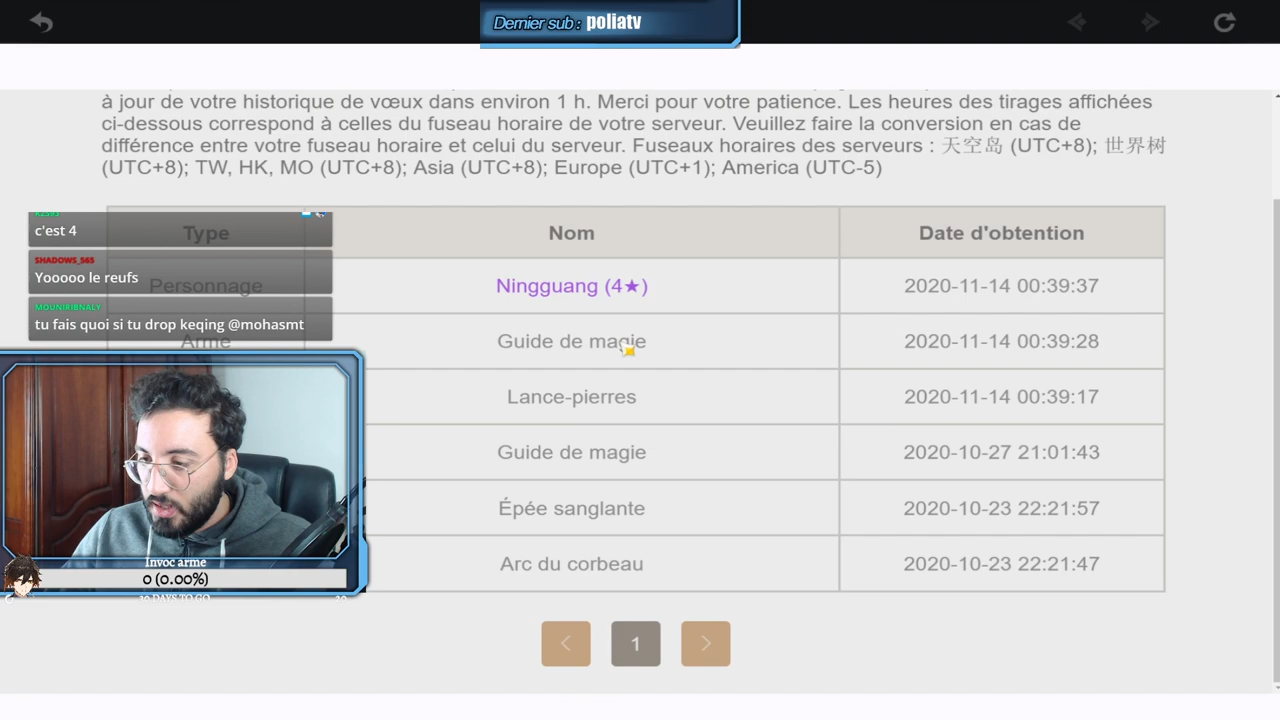 Dernier sub : poliatv
à jour de votre historique de vœux dans environ 1 h. Merci pour votre patience. Les heures des tirages affichées
ci-dessous correspond à celles du fuseau horaire de votre serveur. Veuillez faire la conversion en cas de
différence entre votre fuseau horaire et celui du serveur. Fuseaux horaires des serveurs : 天空岛 (UTC+8); 世界树
(UTC+8); TW, HK, MO (UTC+8); Asia (UTC+8); Europe (UTC+1); America (UTC-5)
c'est 4
Type Nom Date d'obtention
SHADOWS_565
Yooooo le reufs
Personnage Ningguang (4★) 2020-11-14 00:39:37
MOUNIRIBNALY
tu fais quoi si tu drop keqing @mohasmt
Arme Guide de magie 2020-11-14 00:39:28
Lance-pierres 2020-11-14 00:39:17
Guide de magie 2020-10-27 21:01:43
Épée sanglante 2020-10-23 22:21:57
Arc du corbeau 2020-10-23 22:21:47
Invoc arme
0 (0.00%)
1